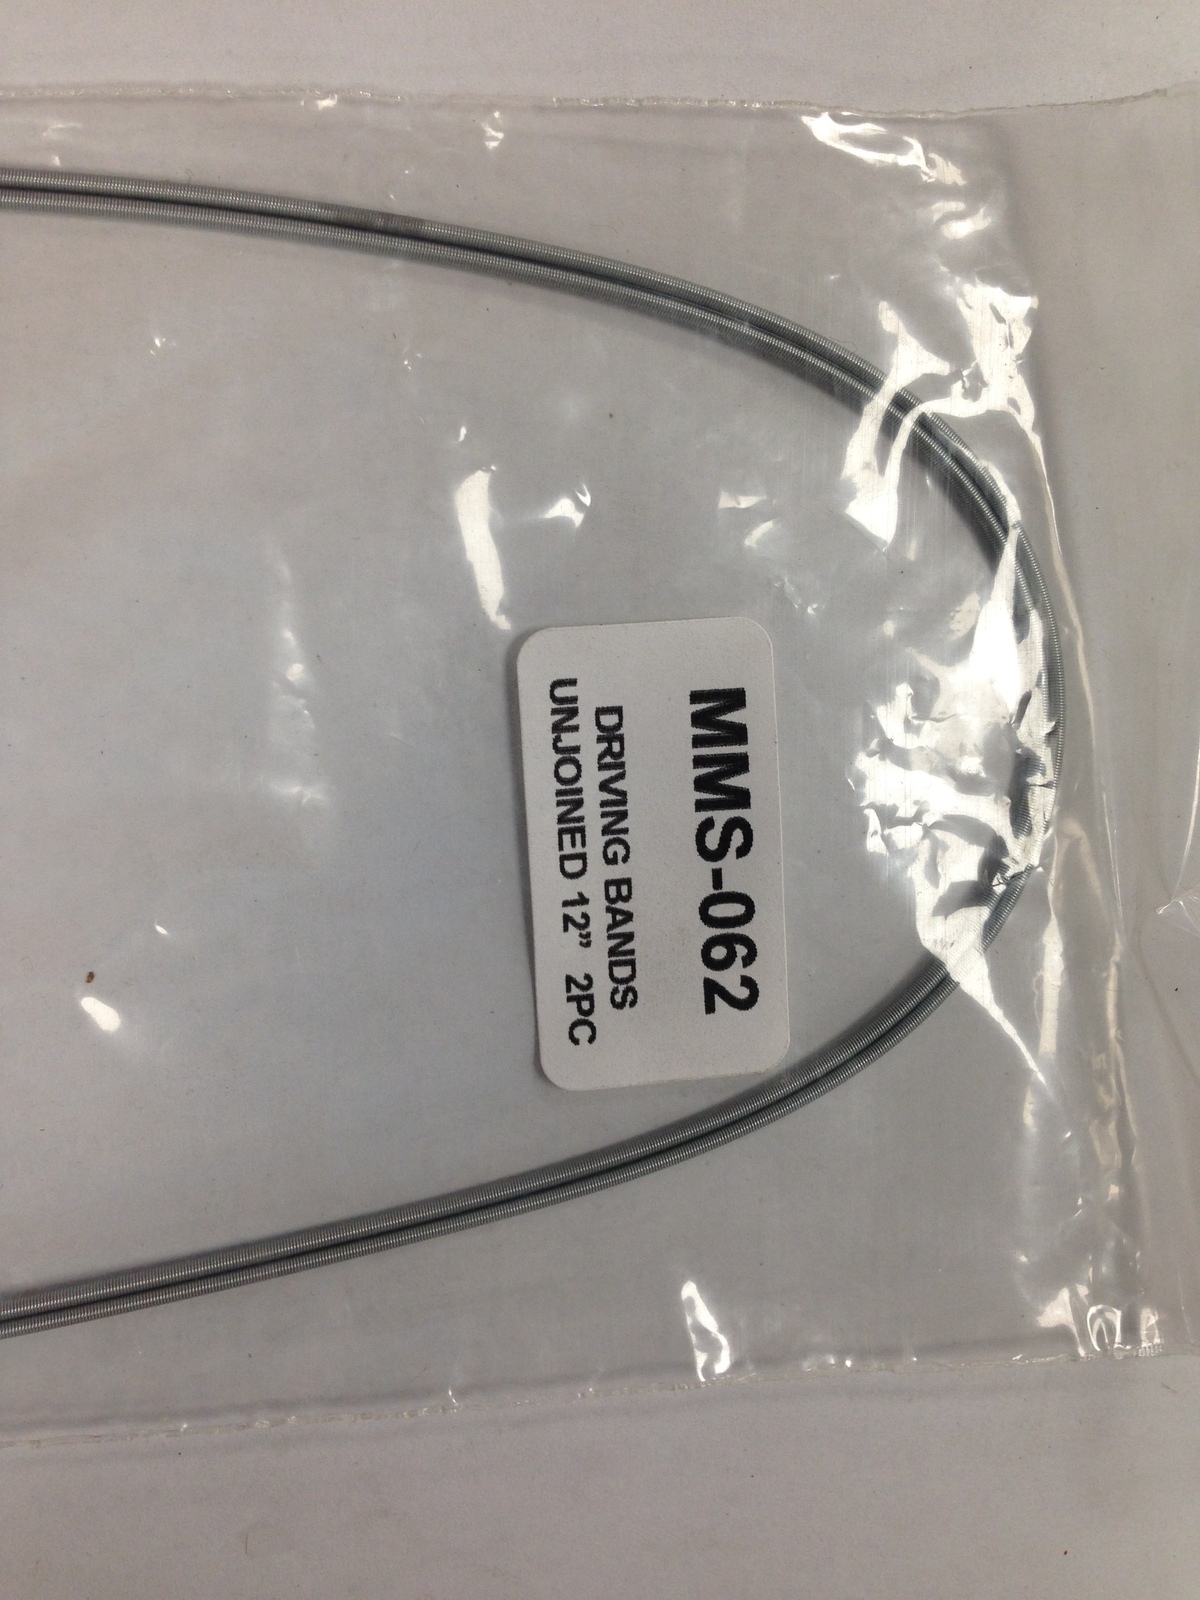 MMS-062
DRIVING BANDS
UNJOINED 12” 2PC